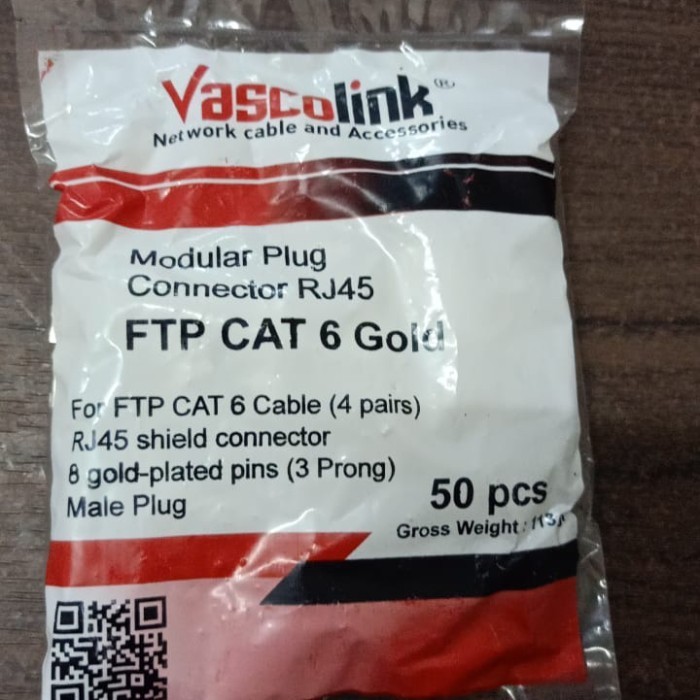 Vascolink®
Network cable and Accessories
Modular Plug
Connector RJ45
FTP CAT 6 Gold
For FTP CAT 6 Cable (4 pairs)
RJ45 shield connector
8 gold-plated pins (3 Prong)
Male Plug
50 pcs
Gross Weight :